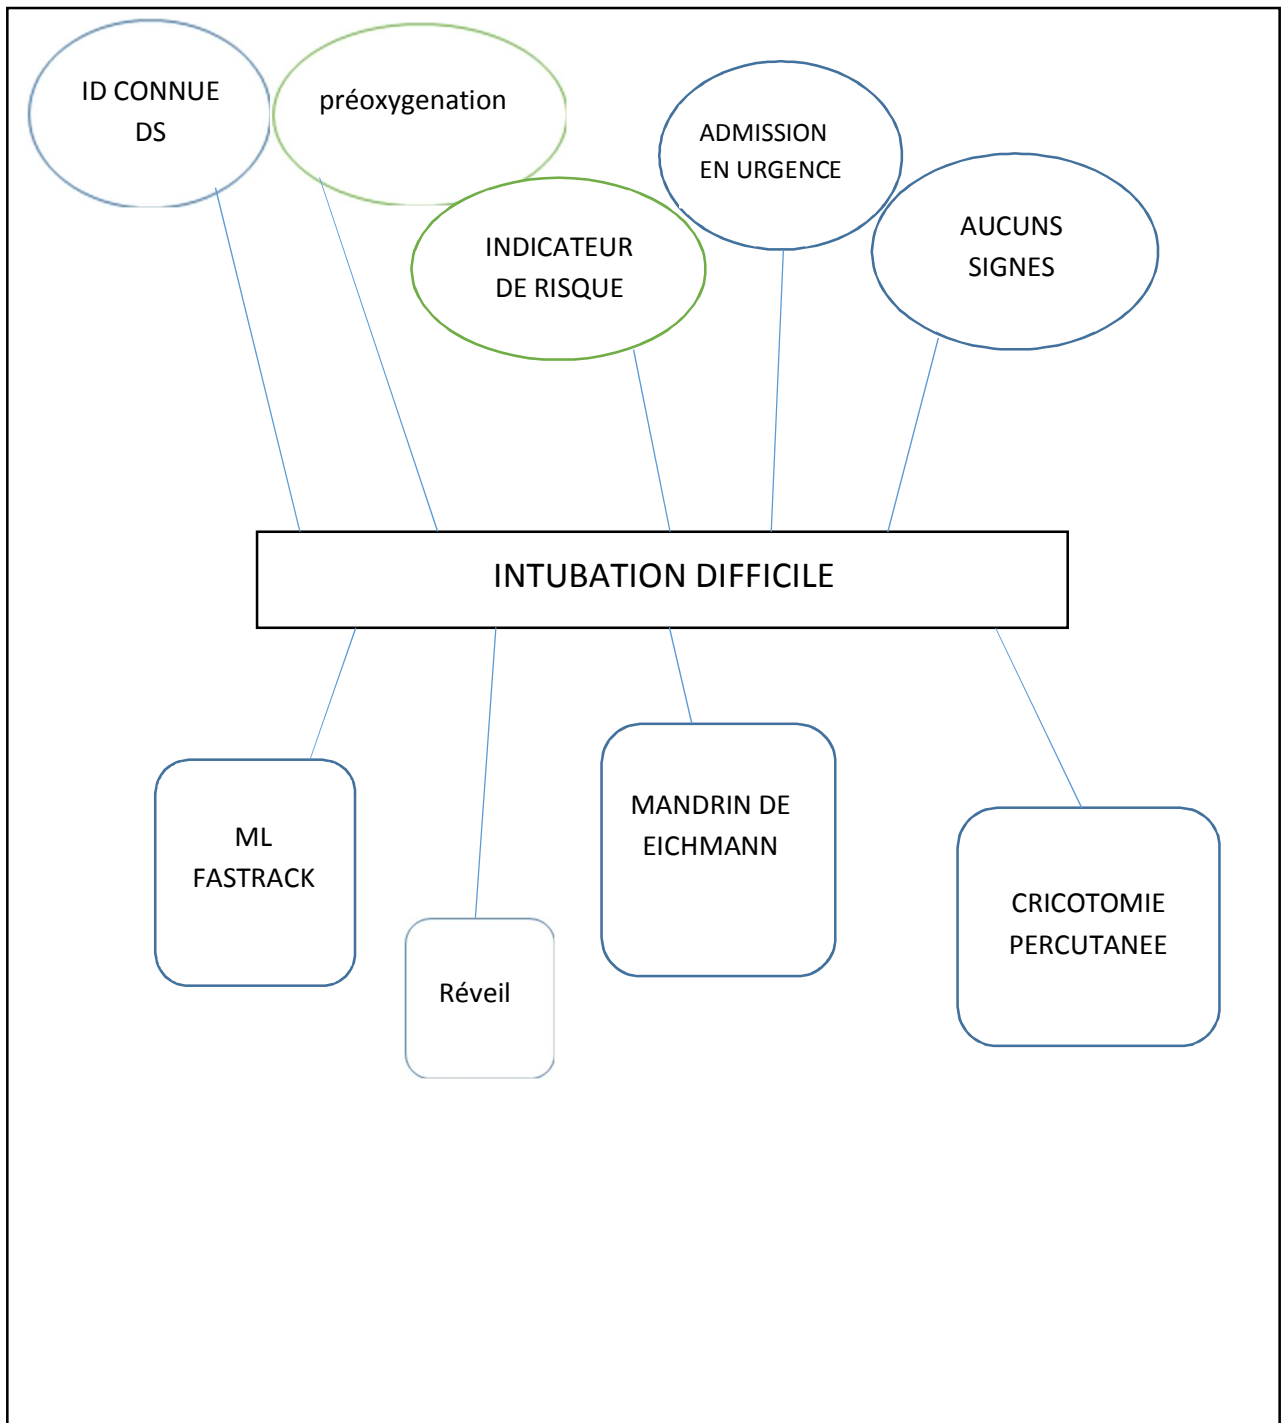 ID CONNUE
DS
préoxygenation
ADMISSION
EN URGENCE
AUCUNS
SIGNES
INDICATEUR
DE RISQUE
INTUBATION DIFFICILE
ML
FASTRACK
MANDRIN DE
EICHMANN
CRICOTOMIE
PERCUTANEE
Réveil